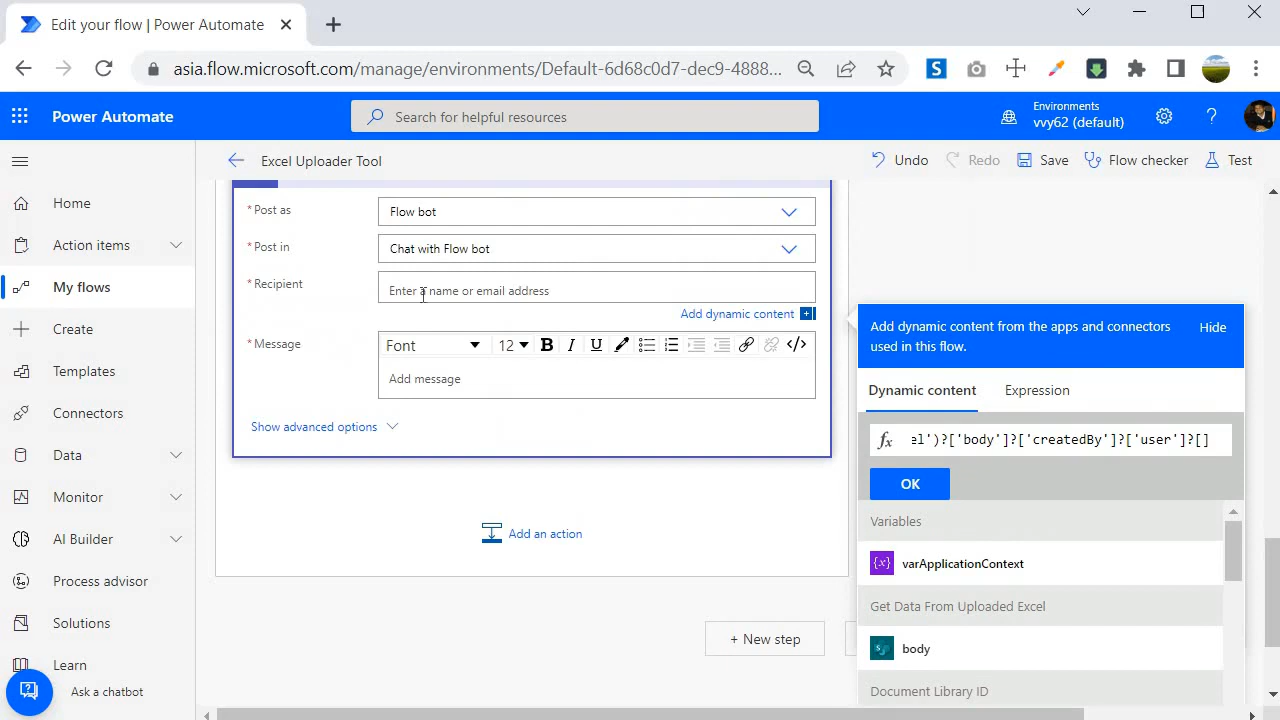 Edit your flow | Power Automate
asia.flow.microsoft.com/manage/environments/Default-6d68c0d7-dec9-4888...
S
Power Automate
Search for helpful resources
Environments
vvy62 (default)
Excel Uploader Tool
Undo
Redo
Save
Flow checker
Test
Home
Action items
My flows
Create
Templates
Connectors
Data
Monitor
AI Builder
Process advisor
Solutions
Learn
Ask a chatbot
* Post as
Flow bot
* Post in
Chat with Flow bot
* Recipient
Enter a name or email address
Add dynamic content
* Message
Font
12
B I U </>
Add message
Show advanced options
Add an action
+ New step
Add dynamic content from the apps and connectors
used in this flow.
Hide
Dynamic content
Expression
fx
el')?['body']?['createdBy']?['user']?[]
OK
Variables
{x}
varApplicationContext
Get Data From Uploaded Excel
body
Document Library ID